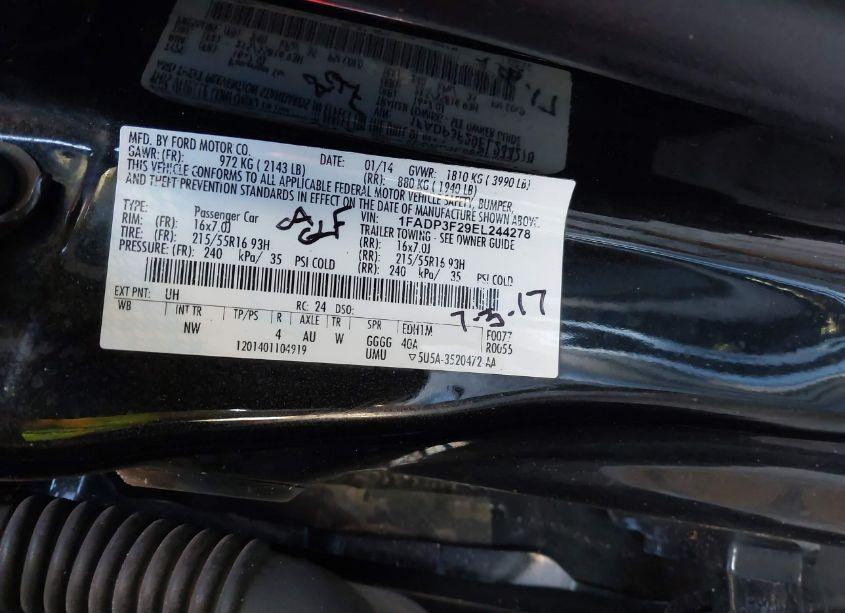 MFD. BY FORD MOTOR CO.
DATE: 01/14 GVWR: 1810 KG ( 3990 LB)
GAWR: (FR): 972 KG ( 2143 LB) (RR): 880 KG ( 1940 LB)
THIS VEHICLE CONFORMS TO ALL APPLICABLE FEDERAL MOTOR VEHICLE SAFETY, BUMPER,
AND THEFT PREVENTION STANDARDS IN EFFECT ON THE DATE OF MANUFACTURE SHOWN ABOVE.
VIN: 1FADP3F29EL244278
TYPE: Passenger Car TRAILER TOWING - SEE OWNER GUIDE
RIM: (FR): 16x7.0J (RR): 16x7.0J
TIRE: (FR): 215/55R16 93H (RR): 215/55R16 93H
PRESSURE: (FR): 240 kPa/ 35 PSI COLD (RR): 240 kPa/ 35 PSI COLD
7-3-17
EXT PNT: UH RC: 24 DSO:
WB INT TR TP/PS R AXLE TR SPR EDH1M F0077
NW 4 AU W GGGG 4GA R0055
UMU
1201401104919 ▽5U5A-3520472-AA